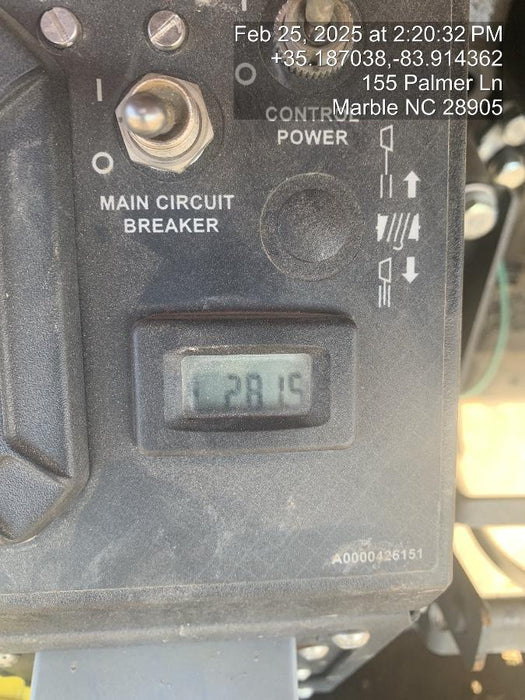 Feb 25, 2025 at 2:20:32 PM
+35.187038,-83.914362
155 Palmer Ln
Marble NC 28905
I
I
O
CONTROL
POWER
O
MAIN CIRCUIT
BREAKER
2815
A0000426151